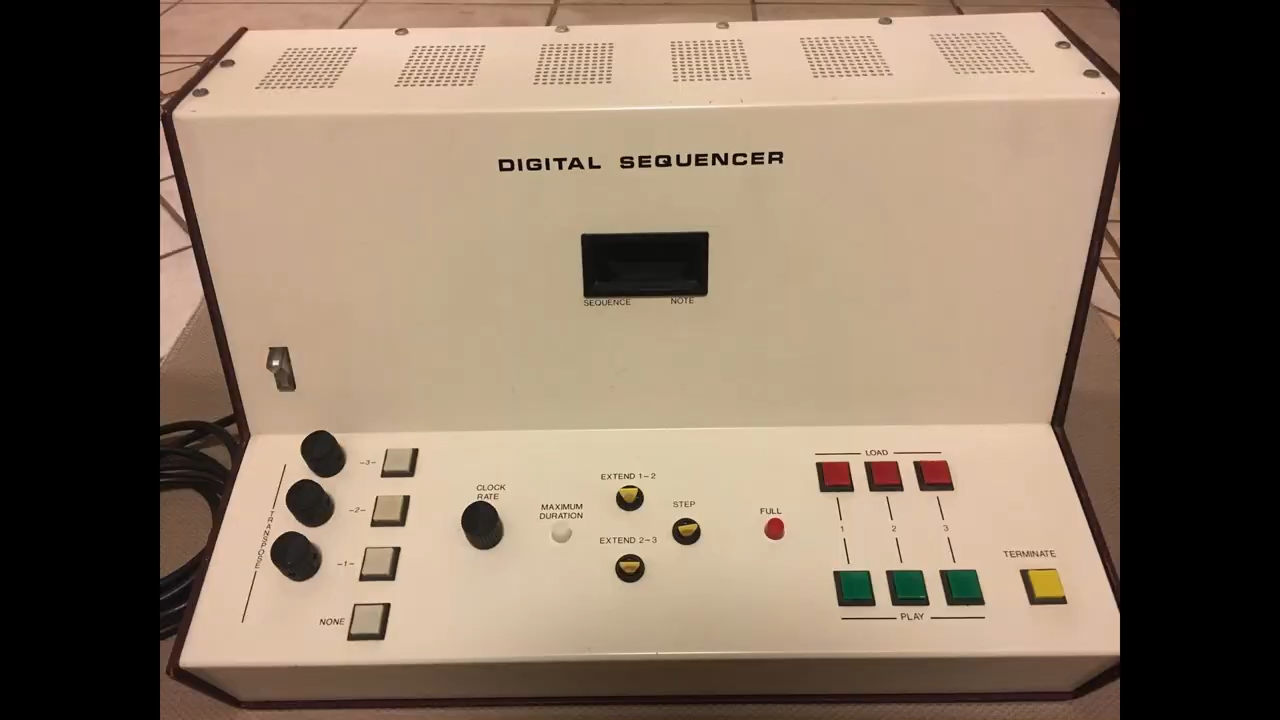 DIGITAL SEQUENCER
SEQUENCE NOTE
LOAD
-3-
EXTEND 1-2
CLOCK
RATE
STEP
MAXIMUM
DURATION
FULL
-2-
TRANSPOSE
1 2 3
EXTEND 2-3
TERMINATE
-1-
NONE
PLAY